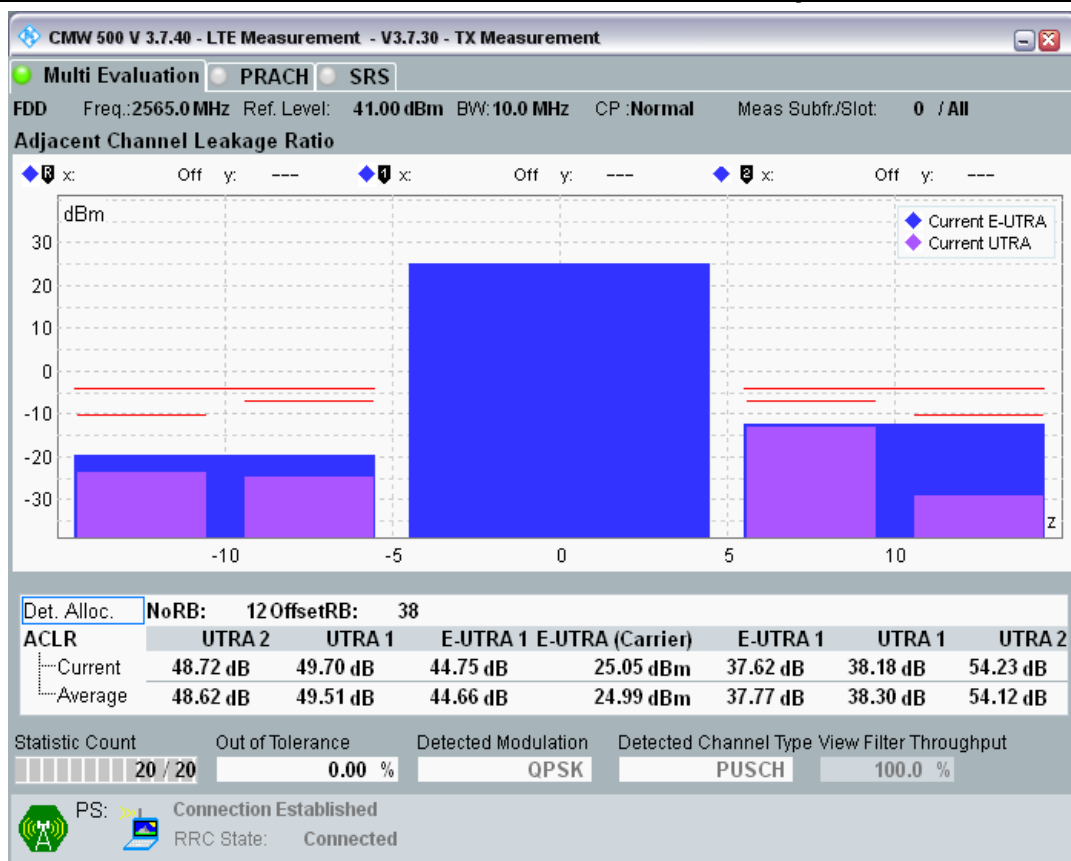 CMW 500 V 3.7.40 - LTE Measurement - V3.7.30 - TX Measurement
Multi Evaluation PRACH SRS
FDD Freq.:2565.0 MHz Ref. Level: 41.00 dBm BW:10.0 MHz CP :Normal Meas Subfr./Slot: 0 / All
Adjacent Channel Leakage Ratio
R x: Off y: --- 1 x: Off y: --- 2 x: Off y: ---
dBm
Current E-UTRA
Current UTRA
30
20
10
0
-10
-20
-30
z
-10 -5 0 5 10
Det. Alloc. NoRB: 12 OffsetRB: 38
ACLR UTRA 2 UTRA 1 E-UTRA 1 E-UTRA (Carrier) E-UTRA 1 UTRA 1 UTRA 2
Current 48.72 dB 49.70 dB 44.75 dB 25.05 dBm 37.62 dB 38.18 dB 54.23 dB
Average 48.62 dB 49.51 dB 44.66 dB 24.99 dBm 37.77 dB 38.30 dB 54.12 dB
Statistic Count Out of Tolerance Detected Modulation Detected Channel Type View Filter Throughput
20 / 20 0.00 % QPSK PUSCH 100.0 %
PS: Connection Established
RRC State: Connected